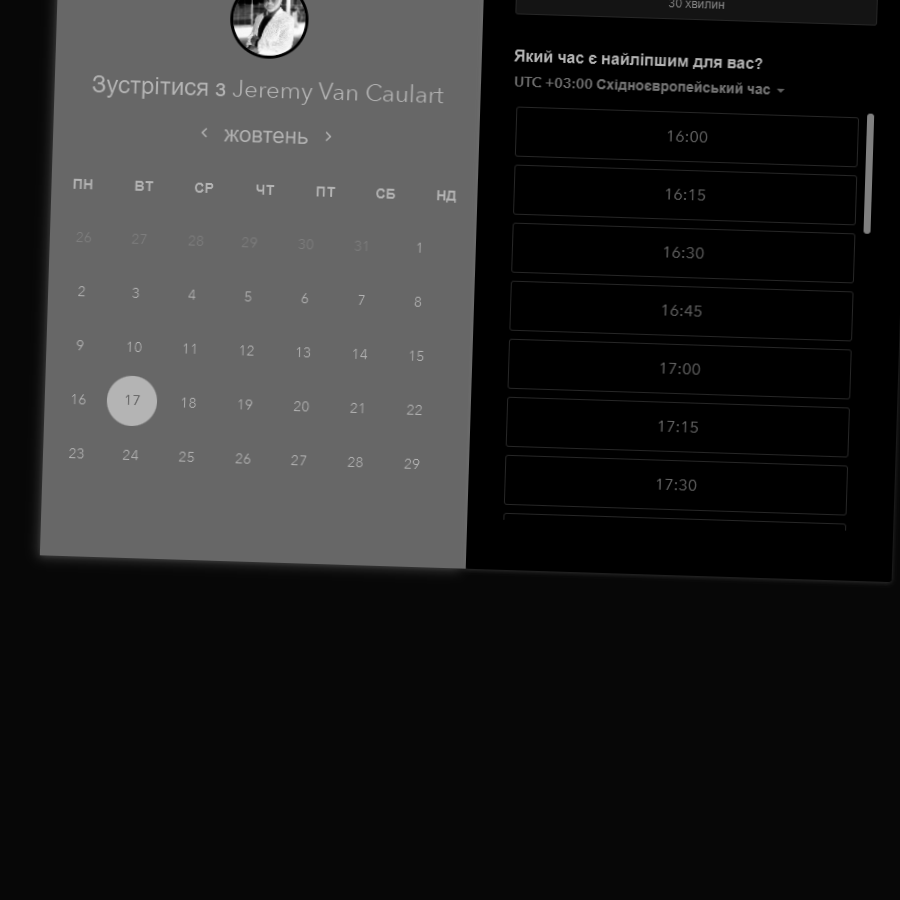 Зустрітися з Jeremy Van Caulart
жовтень
ПН ВТ СР ЧТ ПТ СБ НД
26 27 28 29 30 31 1
2 3 4 5 6 7 8
9 10 11 12 13 14 15
16 17 18 19 20 21 22
23 24 25 26 27 28 29
30 хвилин
Який час є найліпшим для вас?
UTC +03:00 Східноєвропейський час
16:00
16:15
16:30
16:45
17:00
17:15
17:30